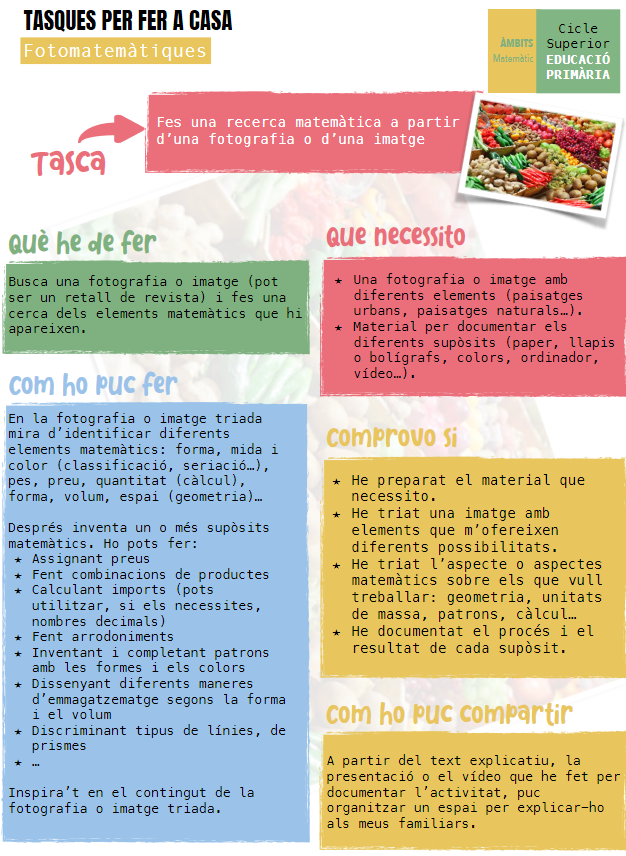 TASQUES PER FER A CASA
Fotomatemàtiques
ÀMBITS
Matemàtic
Cicle
Superior
EDUCACIÓ
PRIMÀRIA
Tasca
Fes una recerca matemàtica a partir
d’una fotografia o d’una imatge
Què he de fer
Busca una fotografia o imatge (pot
ser un retall de revista) i fes una
cerca dels elements matemàtics que hi
apareixen.
Com ho puc fer
En la fotografia o imatge triada
mira d’identificar diferents
elements matemàtics: forma, mida i
color (classificació, seriació…),
pes, preu, quantitat (càlcul),
forma, volum, espai (geometria)…
Després inventa un o més supòsits
matemàtics. Ho pots fer:
★ Assignant preus
★ Fent combinacions de productes
★ Calculant imports (pots
utilitzar, si els necessites,
nombres decimals)
★ Fent arrodoniments
★ Inventant i completant patrons
amb les formes i els colors
★ Dissenyant diferents maneres
d’emmagatzematge segons la forma
i el volum
★ Discriminant tipus de línies, de
prismes
★ …
Inspira’t en el contingut de la
fotografia o imatge triada.
Que necessito
★ Una fotografia o imatge amb
diferents elements (paisatges
urbans, paisatges naturals…).
★ Material per documentar els
diferents supòsits (paper, llapis
o bolígrafs, colors, ordinador,
vídeo…).
Comprovo si
★ He preparat el material que
necessito.
★ He triat una imatge amb
elements que m’ofereixen
diferents possibilitats.
★ He triat l’aspecte o aspectes
matemàtics sobre els que vull
treballar: geometria, unitats
de massa, patrons, càlcul…
★ He documentat el procés i el
resultat de cada supòsit.
Com ho puc compartir
A partir del text explicatiu, la
presentació o el vídeo que he fet per
documentar l’activitat, puc
organitzar un espai per explicar-ho
als meus familiars.